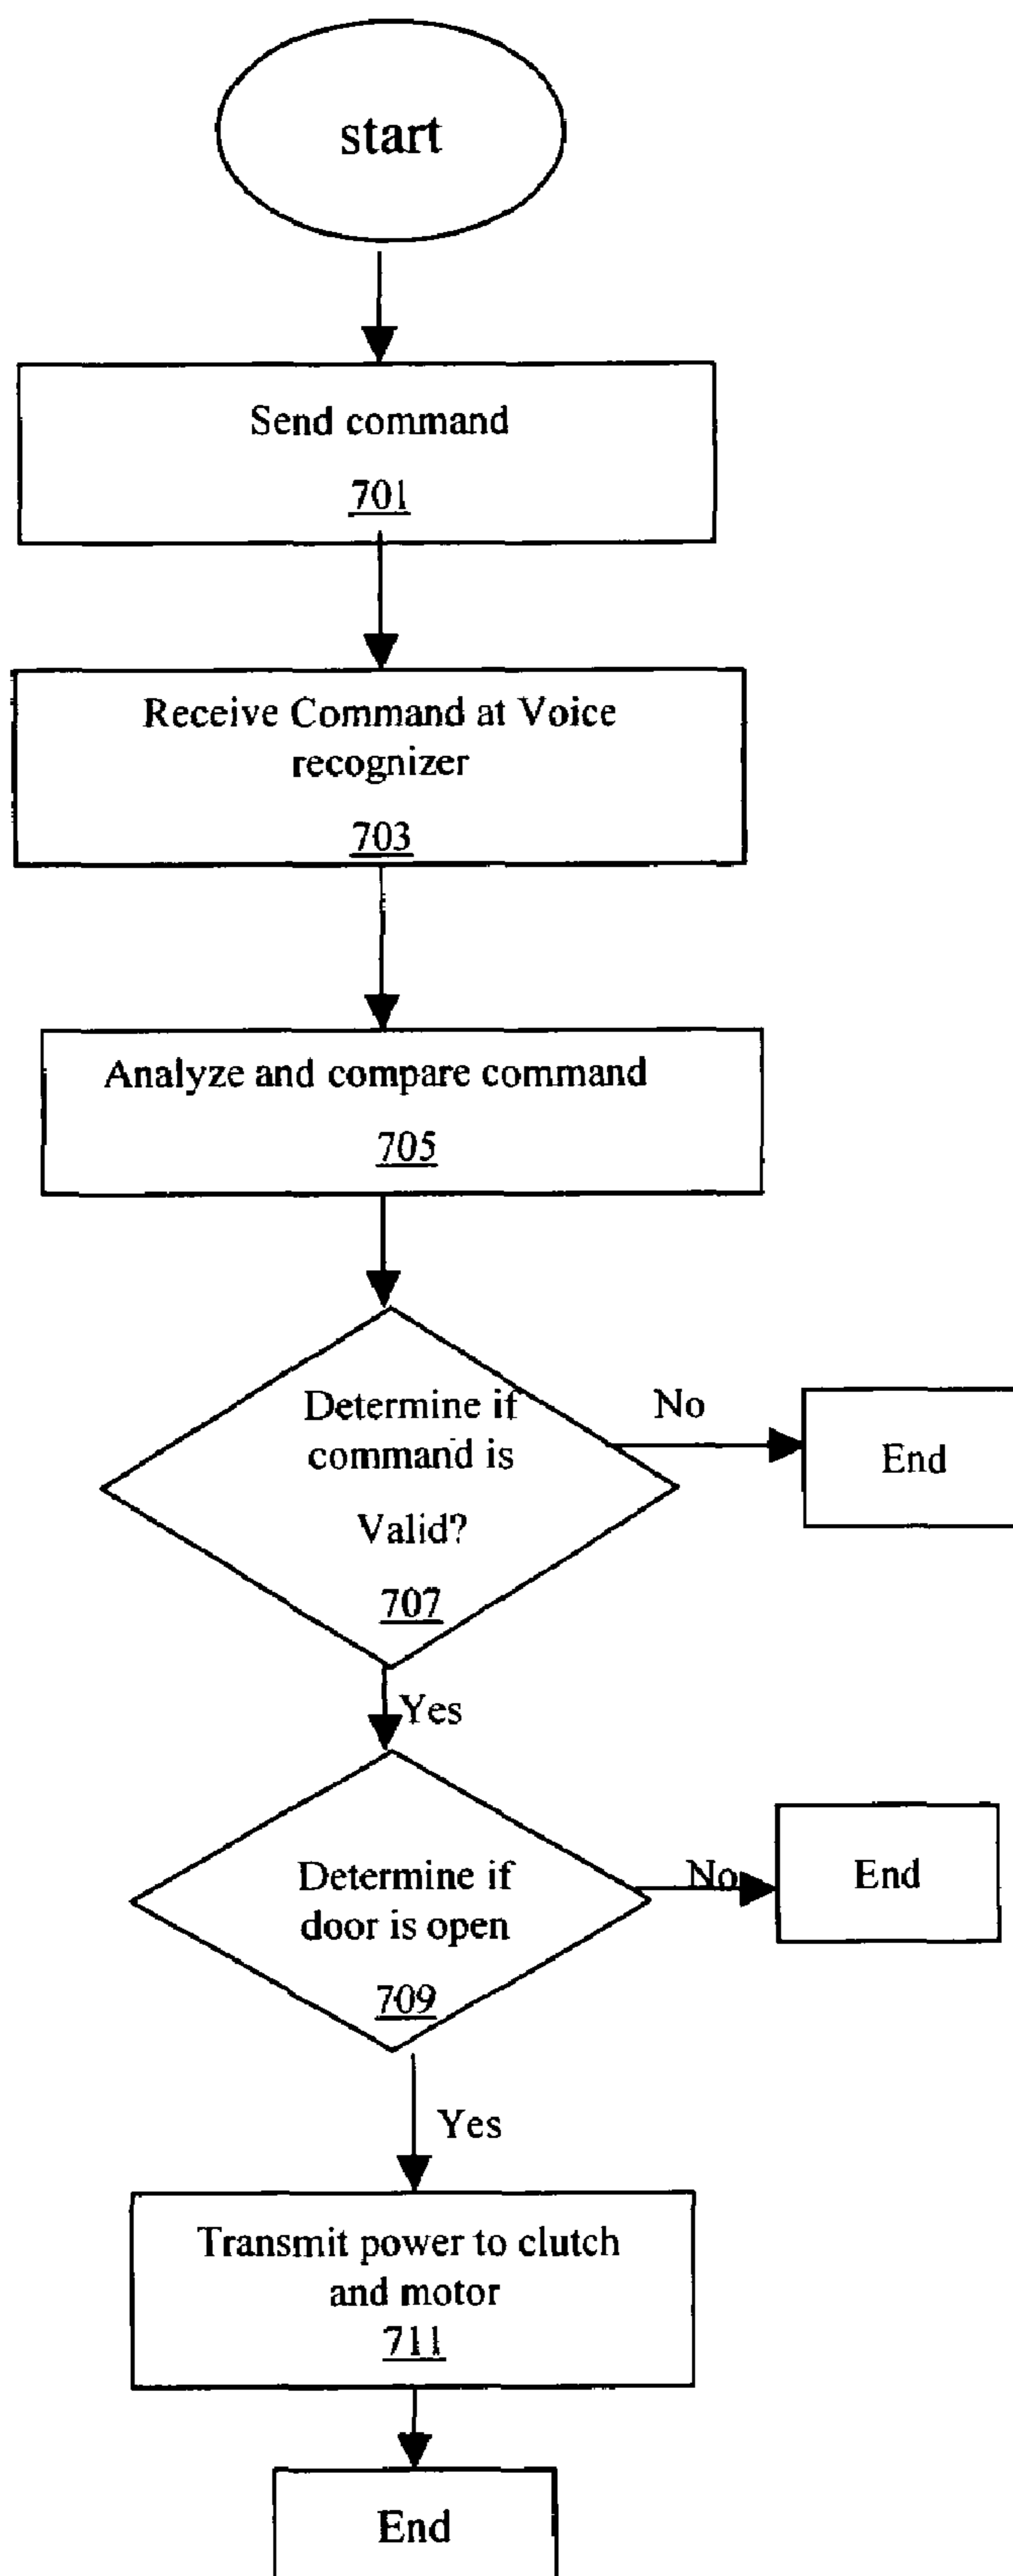 start
Send command
701
Receive Command at Voice
recognizer
703
Analyze and compare command
705
Determine if
command is
Valid?
707
No
End
Yes
Determine if
door is open
709
No
End
Yes
Transmit power to clutch
and motor
711
End